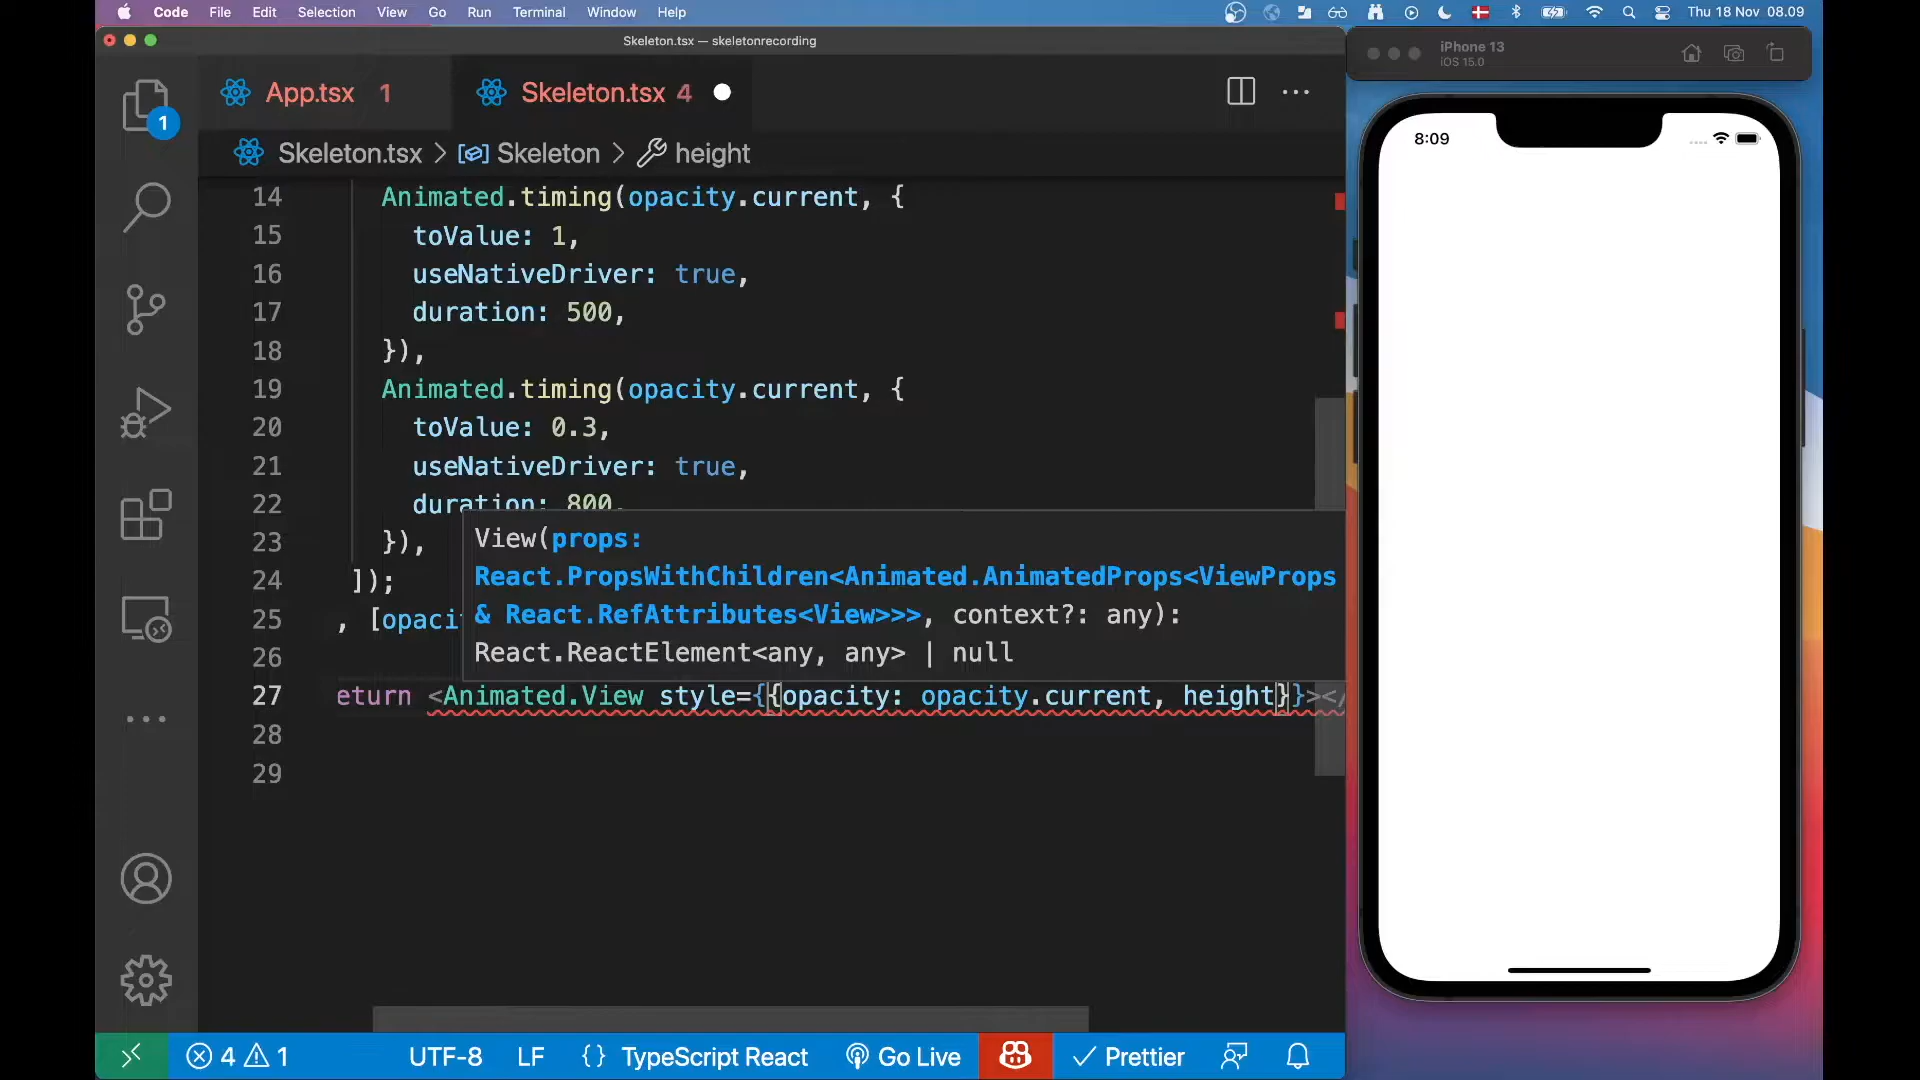 Code File Edit Selection View Go Run Terminal Window Help Thu 18 Nov 08.09
Skeleton.tsx — skeletonrecording
App.tsx 1 Skeleton.tsx 4
1
Skeleton.tsx > Skeleton > height
14 Animated.timing(opacity.current, {
15 toValue: 1,
16 useNativeDriver: true,
17 duration: 500,
18 }),
19 Animated.timing(opacity.current, {
20 toValue: 0.3,
21 useNativeDriver: true,
22 duration: 800,
23 }),
24 ]);
25 , [opaci
26
View(props:
React.PropsWithChildren<Animated.AnimatedProps<ViewProps
& React.RefAttributes<View>>>, context?: any):
React.ReactElement<any, any> | null
27 eturn <Animated.View style={{opacity: opacity.current, height}}></
28
29
4 1 UTF-8 LF {} TypeScript React Go Live Prettier
iPhone 13
iOS 15.0
8:09